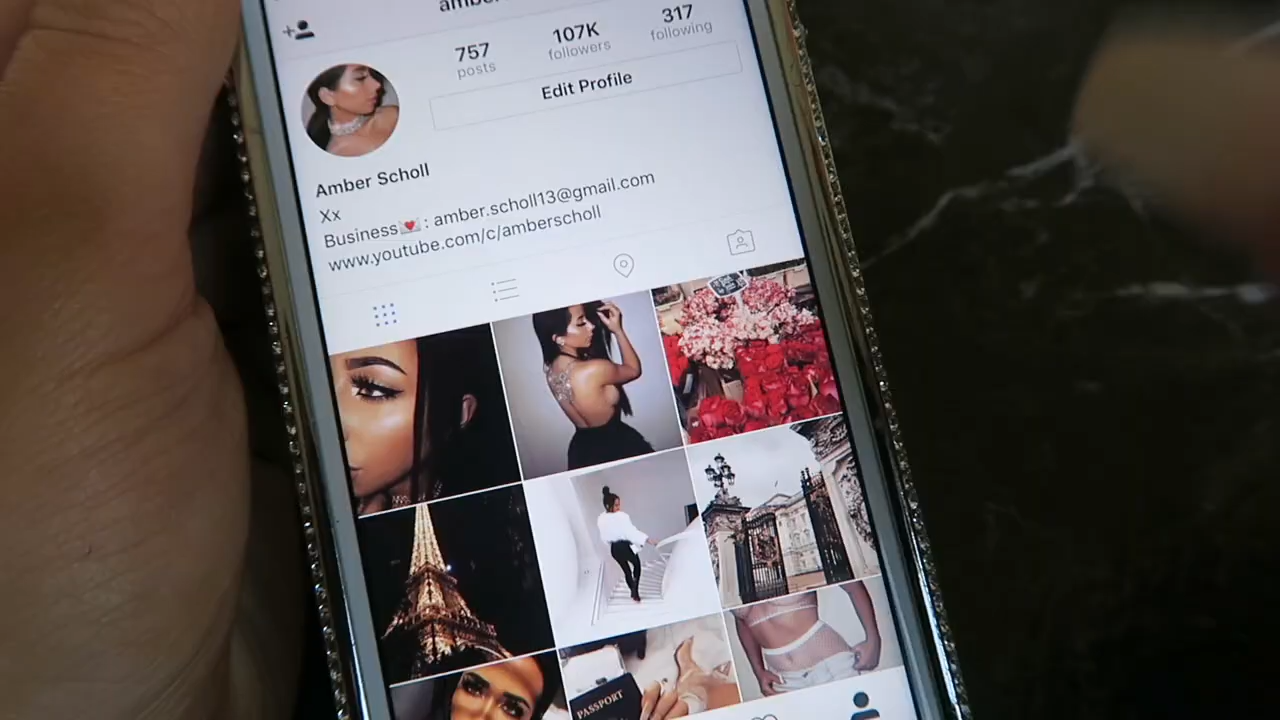 757
posts
107K
followers
317
following
Edit Profile
Amber Scholl
Xx
Business💌: amber.scholl13@gmail.com
www.youtube.com/c/amberscholl
PASSPORT